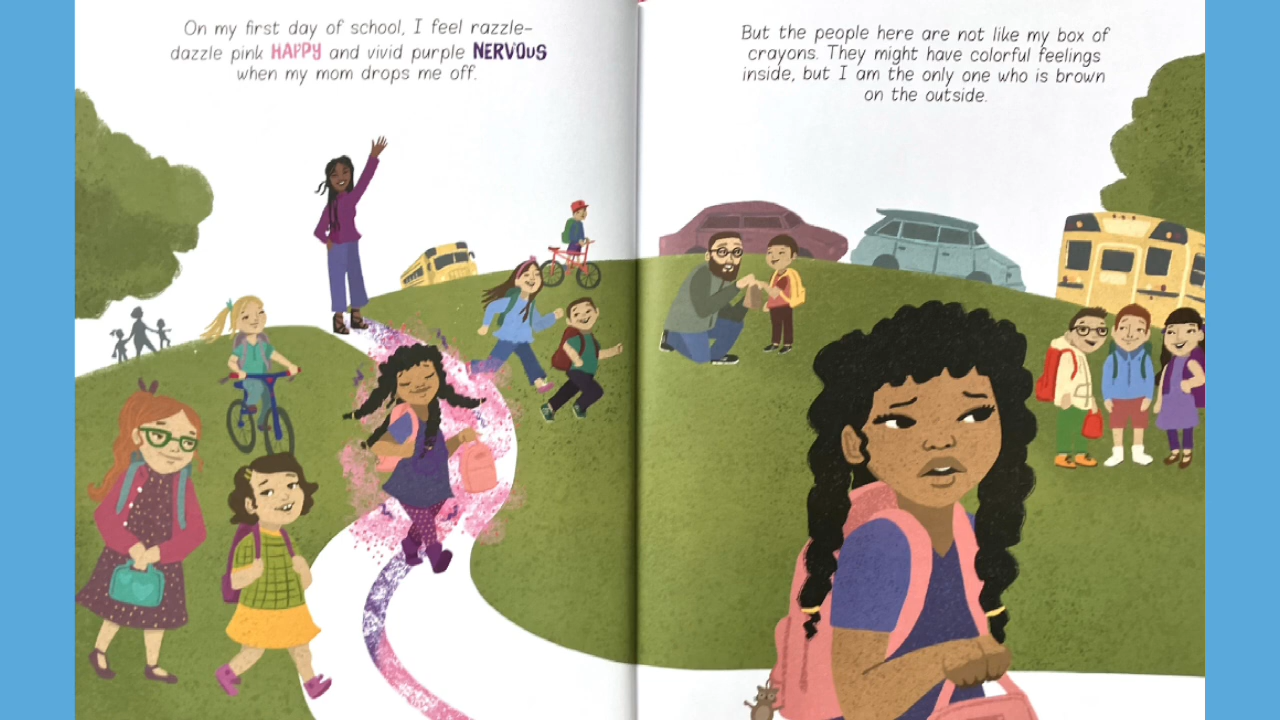 On my first day of school, I feel razzle-
dazzle pink HAPPY and vivid purple NERVOUS
when my mom drops me off.
But the people here are not like my box of
crayons. They might have colorful feelings
inside, but I am the only one who is brown
on the outside.